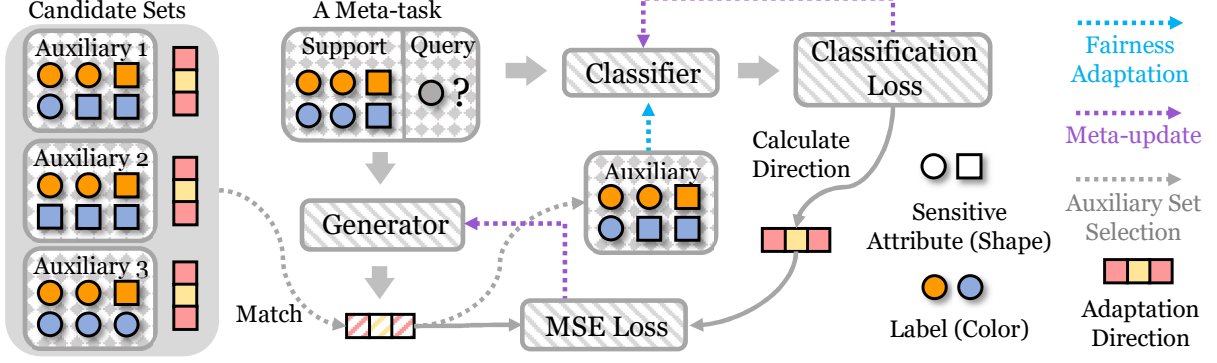 Candidate Sets
Auxiliary 1
Auxiliary 2
Auxiliary 3
A Meta-task
Support
Query
?
Generator
Match
Classifier
Auxiliary
MSE Loss
Classification
Loss
Calculate
Direction
Sensitive
Attribute (Shape)
Label (Color)
Fairness
Adaptation
Meta-update
Auxiliary Set
Selection
Adaptation
Direction